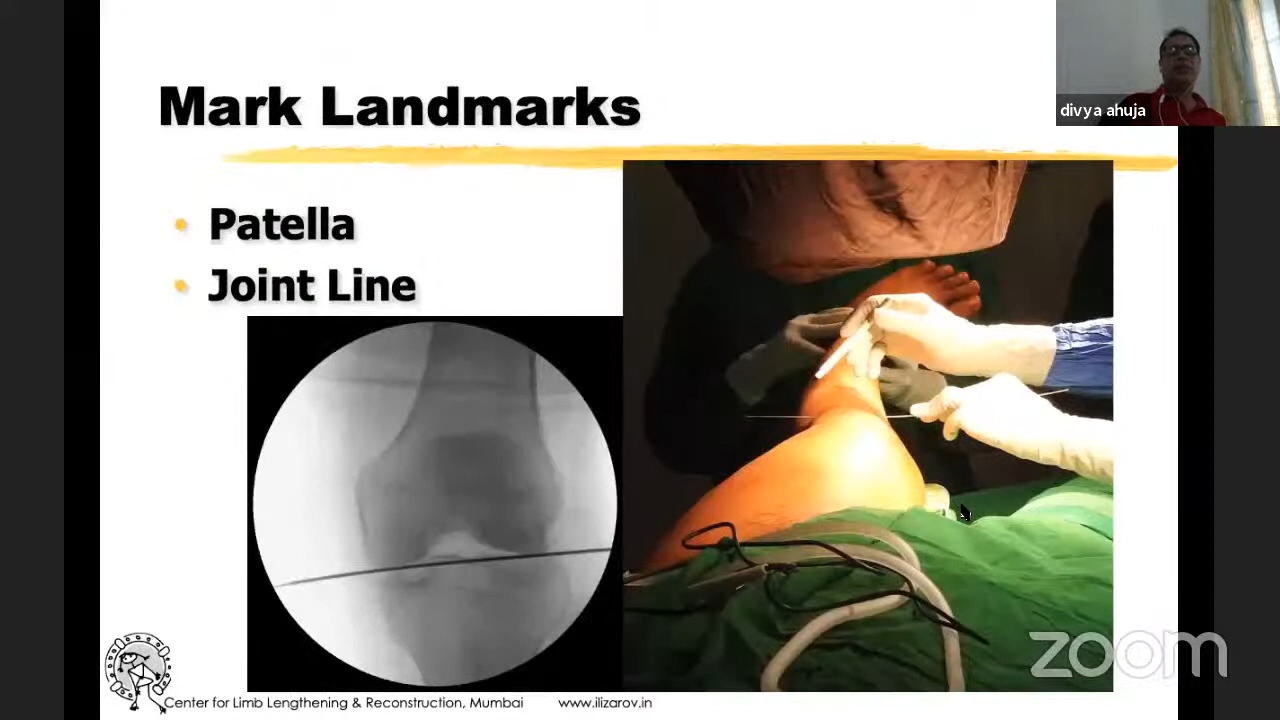 Mark Landmarks
divya ahuja
• Patella
• Joint Line
zoom
Center for Limb Lengthening & Reconstruction, Mumbai www.ilizarov.in